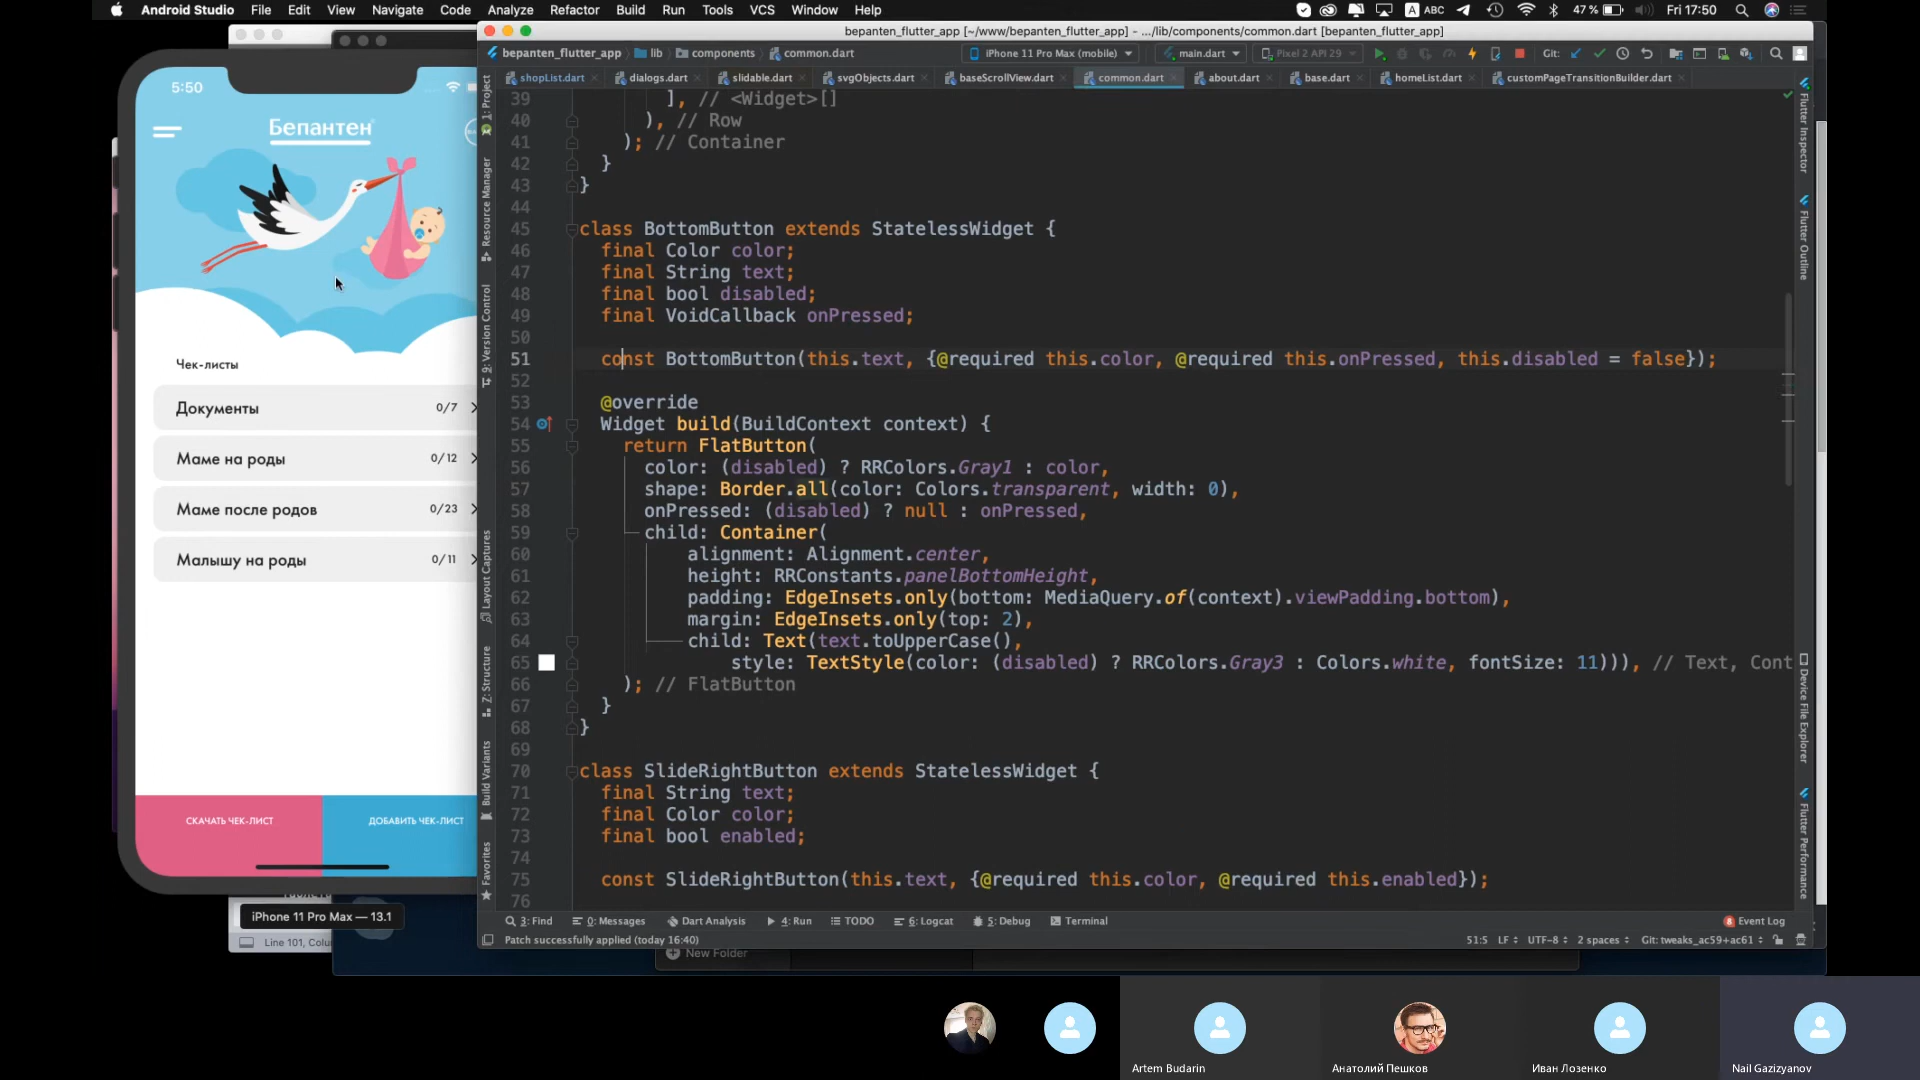 Android Studio File Edit View Navigate Code Analyze Refactor Build Run Tools VCS Window Help
A ABC 47% Fri 17:50
bepanten_flutter_app [~/www/bepanten_flutter_app] - .../lib/components/common.dart [bepanten_flutter_app]
bepanten_flutter_app lib components common.dart iPhone 11 Pro Max (mobile) main.dart Pixel 2 API 29 Git:
shopList.dart dialogs.dart slidable.dart svgObjects.dart baseScrollView.dart common.dart about.dart base.dart homeList.dart customPageTransitionBuilder.dart
39 ], // <Widget>[]
40 ), // Row
41 ); // Container
42 }
43 }
44
45 class BottomButton extends StatelessWidget {
46 final Color color;
47 final String text;
48 final bool disabled;
49 final VoidCallback onPressed;
50
51 const BottomButton(this.text, {@required this.color, @required this.onPressed, this.disabled = false});
52
53 @override
54 Widget build(BuildContext context) {
55 return FlatButton(
56 color: (disabled) ? RRColors.Gray1 : color,
57 shape: Border.all(color: Colors.transparent, width: 0),
58 onPressed: (disabled) ? null : onPressed,
59 child: Container(
60 alignment: Alignment.center,
61 height: RRConstants.panelBottomHeight,
62 padding: EdgeInsets.only(bottom: MediaQuery.of(context).viewPadding.bottom),
63 margin: EdgeInsets.only(top: 2),
64 child: Text(text.toUpperCase(),
65 style: TextStyle(color: (disabled) ? RRColors.Gray3 : Colors.white, fontSize: 11))), // Text, Cont
66 ); // FlatButton
67 }
68 }
69
70 class SlideRightButton extends StatelessWidget {
71 final String text;
72 final Color color;
73 final bool enabled;
74
75 const SlideRightButton(this.text, {@required this.color, @required this.enabled});
76
1: Project
Resource Manager
9: Version Control
Layout Captures
Z: Structure
Build Variants
Favorites
Flutter Inspector
Flutter Outline
Device File Explorer
Flutter Performance
3: Find 0: Messages Dart Analysis 4: Run TODO 6: Logcat 5: Debug Terminal 8 Event Log
Patch successfully applied (today 16:40) 51:5 LF UTF-8 2 spaces Git: tweaks_ac59+ac61
5:50
Бепантен
Чек-листы
Документы 0/7
Маме на роды 0/12
Маме после родов 0/23
Малышу на роды 0/11
СКАЧАТЬ ЧЕК-ЛИСТ ДОБАВИТЬ ЧЕК-ЛИСТ
iPhone 11 Pro Max — 13.1
Line 101, Colu
New Folder
Artem Budarin Анатолий Пешков Иван Лозенко Nail Gazizyanov